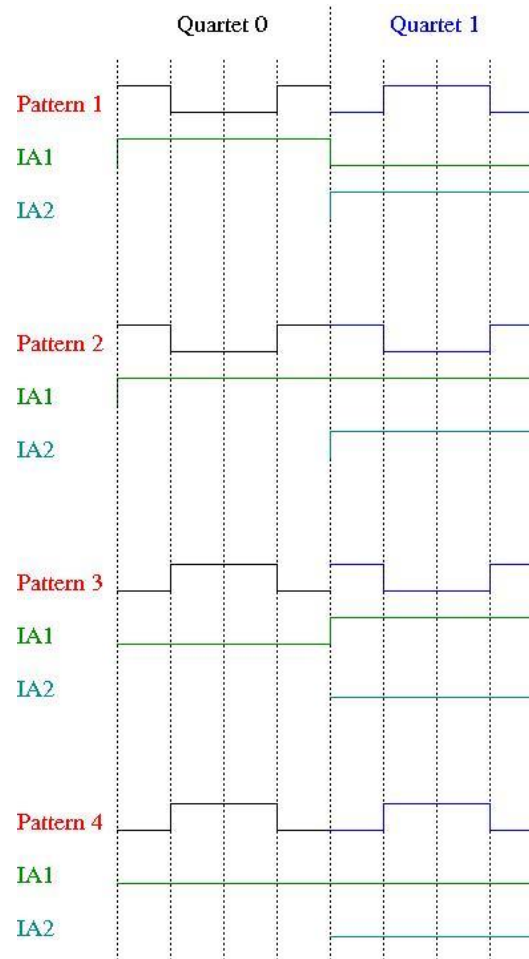 Quartet 0 Quartet 1
Pattern 1
IA1
IA2
Pattern 2
IA1
IA2
Pattern 3
IA1
IA2
Pattern 4
IA1
IA2